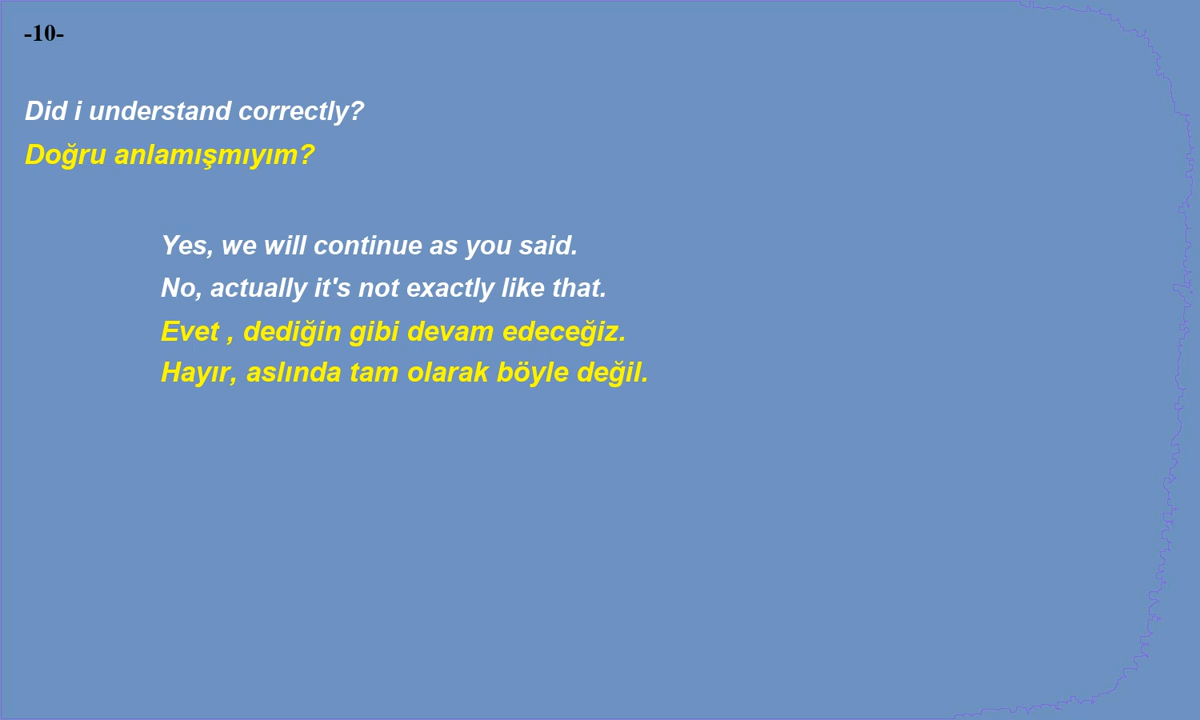 -10-
Did i understand correctly?
Doğru anlamışmıyım?
Yes, we will continue as you said.
No, actually it's not exactly like that.
Evet , dediğin gibi devam edeceğiz.
Hayır, aslında tam olarak böyle değil.